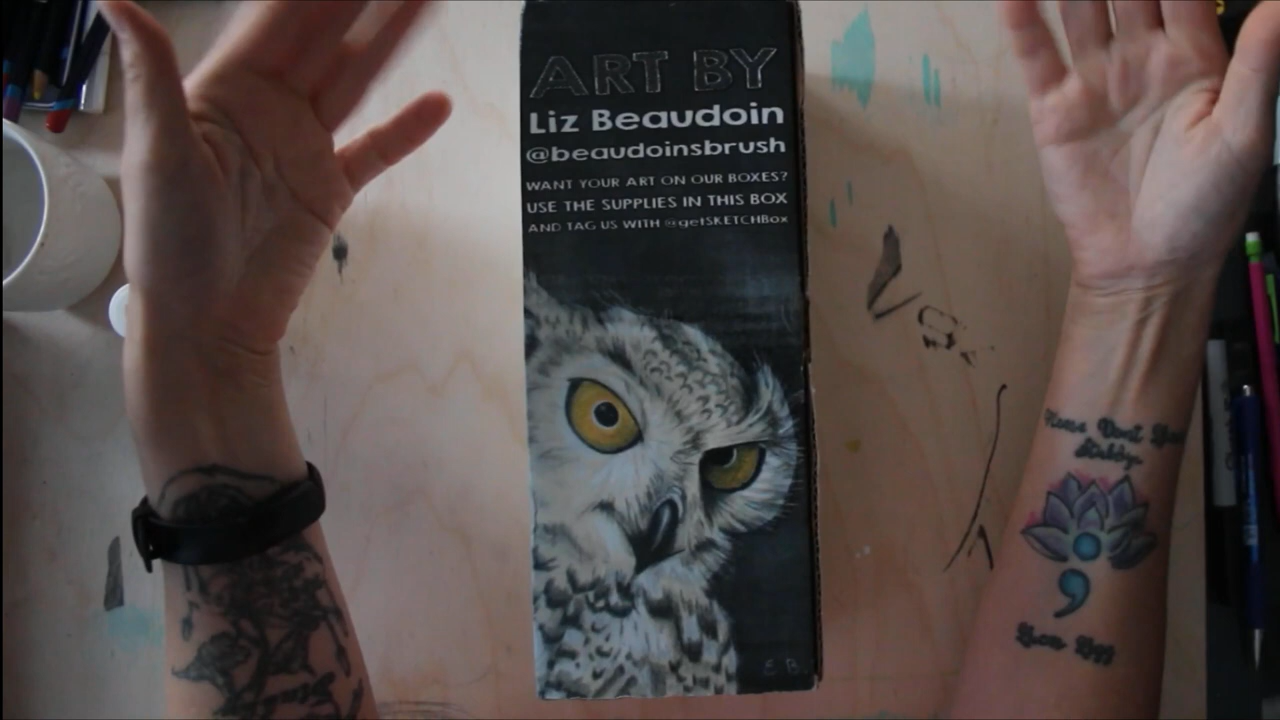 ART BY
Liz Beaudoin
@beaudoinsbrush
WANT YOUR ART ON OUR BOXES?
USE THE SUPPLIES IN THIS BOX
AND TAG US WITH @getSKETCHBox
E B
Dont